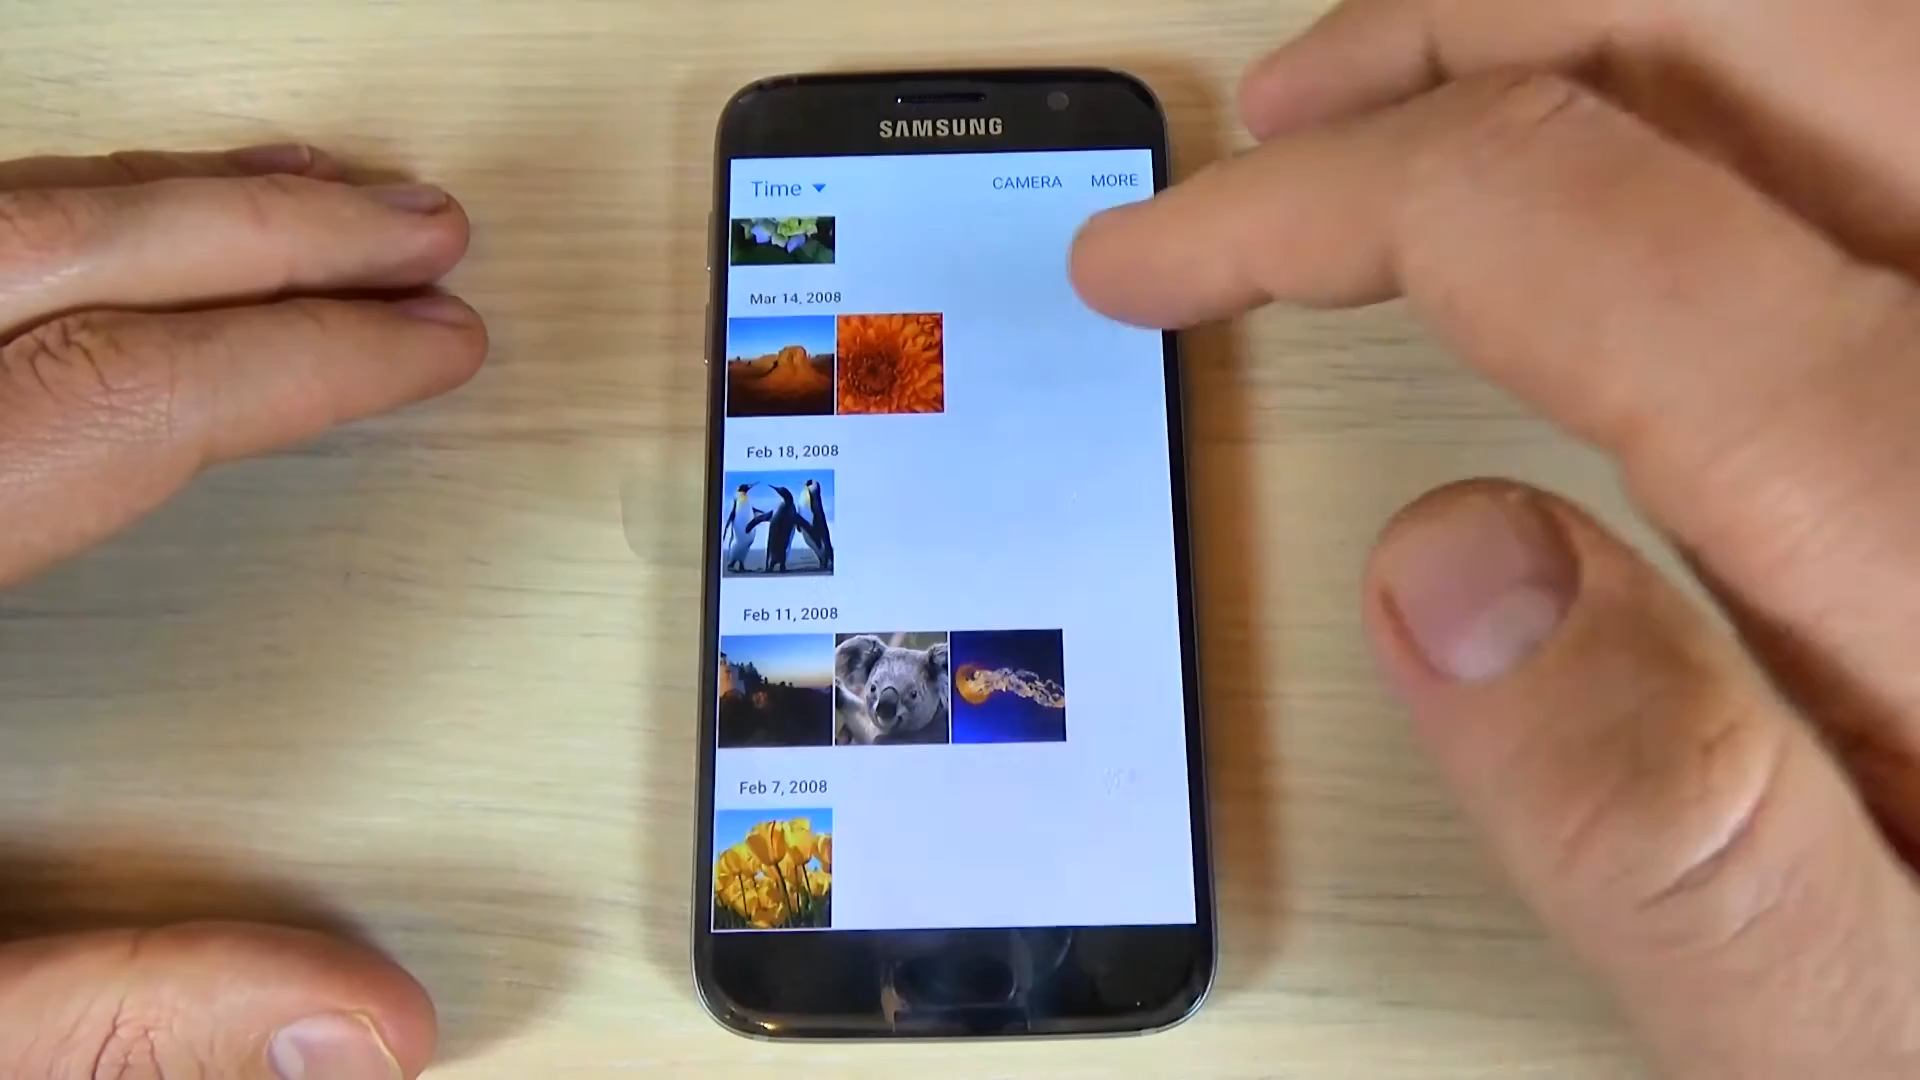 SAMSUNG
Time CAMERA MORE
Mar 14, 2008
Feb 18, 2008
Feb 11, 2008
Feb 7, 2008